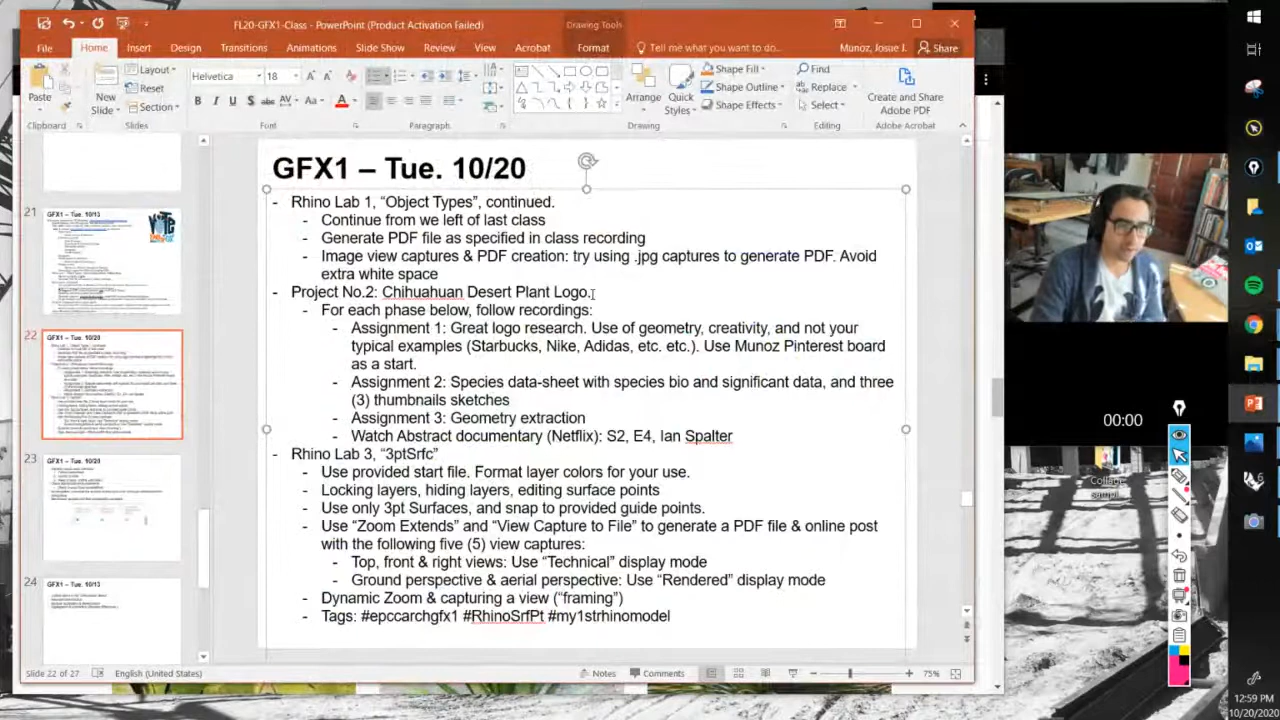 FL20-GFX1-Class - PowerPoint (Product Activation Failed)
Drawing Tools
File
Home
Insert
Design
Transitions
Animations
Slide Show
Review
View
Acrobat
Format
Tell me what you want to do...
Munoz, Josue I.
Share
Paste
New Slide
Layout
Reset
Section
Helvetica
18
Arrange
Quick Styles
Shape Fill
Shape Outline
Shape Effects
Find
Replace
Select
Create and Share Adobe PDF
Clipboard
Slides
Font
Paragraph
Drawing
Editing
Adobe Acrobat
21
GFX1 – Tue. 10/13
22
GFX1 – Tue. 10/20
23
GFX1 – Tue. 10/20
24
GFX1 – Tue. 10/13
GFX1 – Tue. 10/20
- Rhino Lab 1, “Object Types”, continued.
- Continue from we left of lastclass
- Generate PDF file as specified in class recording
- Image view captures & PDF creation: try using .jpg captures to generate PDF. Avoid
extra white space
- Project No.2: Chihuahuan Desert Plant Logo.
- For each phase below, follow recordings:
- Assignment 1: Great logo research. Use of geometry, creativity, and not your
typical examples (Starbucks, Nike, Adidas, etc etc.). Use Munoz Pinterest board
as a start.
- Assignment 2: Species research with species bio and significant data, and three
(3) thumbnails sketches
- Assignment 3: Geometry precision
- Watch Abstract documentary (Netflix): S2, E4, Ian Spalter
- Rhino Lab 3, “3ptSrfc”
- Use provided start file. Adjust layer colors for your use.
- Locking layers, hiding layers, editing surface points
- Use only 3pt Surfaces, and snap to provided guide points.
- Use “Zoom Extends” and “View Capture to File” to generate a PDF file & online post
with the following five (5) view captures:
- Top, front & right views: Use “Technical” display mode
- Ground perspective & aerial perspective: Use “Rendered” display mode
- Dynamic Zoom & capturing a view (“framing”)
- Tags: #epccarchgfx1 #RhinoSrfPt #my1strhinomodel
Slide 22 of 27
English (United States)
Notes
Comments
75%
00:00
12:59 PM
10/20/2020